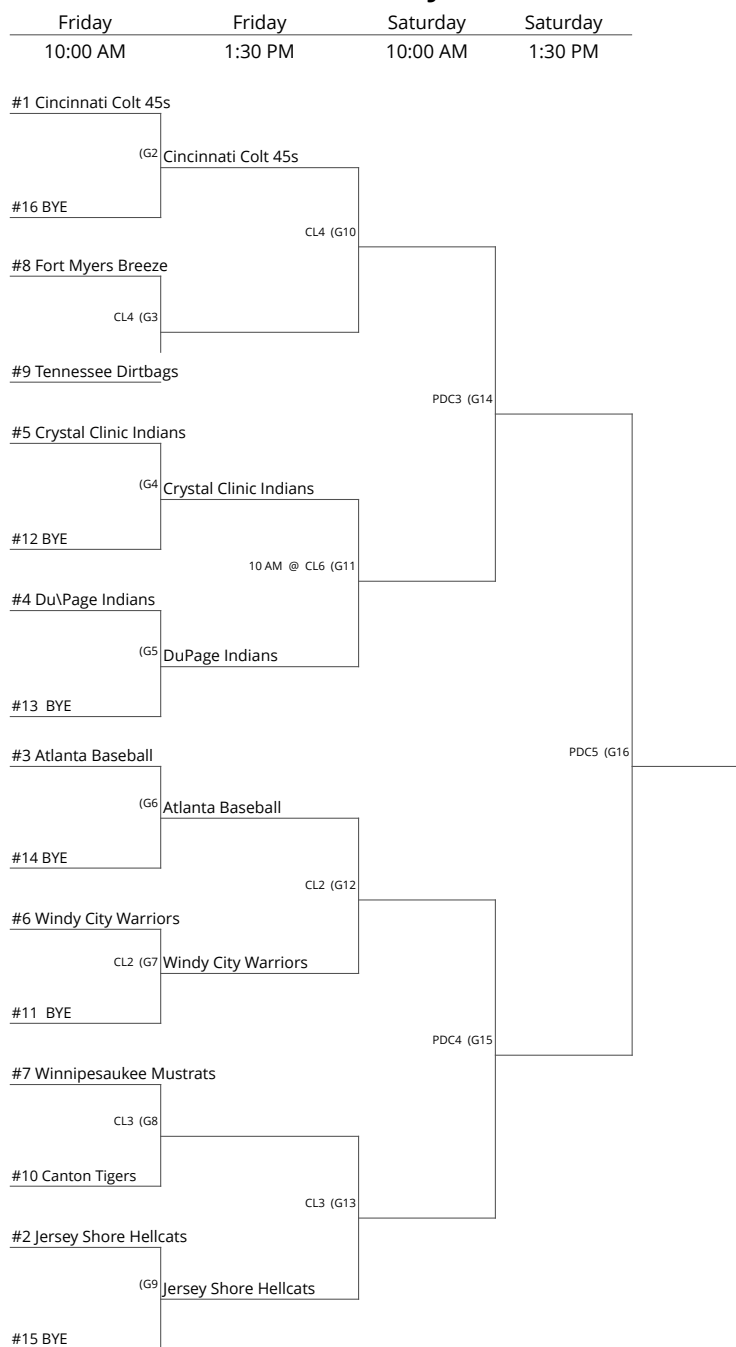 Friday Friday Saturday Saturday
10:00 AM 1:30 PM 10:00 AM 1:30 PM
#1 Cincinnati Colt 45s
(G2 Cincinnati Colt 45s
#16 BYE
CL4 (G10
#8 Fort Myers Breeze
CL4 (G3
#9 Tennessee Dirtbags
PDC3 (G14
#5 Crystal Clinic Indians
(G4 Crystal Clinic Indians
#12 BYE
10 AM @ CL6 (G11
#4 Du\Page Indians
(G5 DuPage Indians
#13 BYE
#3 Atlanta Baseball
PDC5 (G16
(G6 Atlanta Baseball
#14 BYE
CL2 (G12
#6 Windy City Warriors
CL2 (G7 Windy City Warriors
#11 BYE
PDC4 (G15
#7 Winnipesaukee Mustrats
CL3 (G8
#10 Canton Tigers
CL3 (G13
#2 Jersey Shore Hellcats
(G9 Jersey Shore Hellcats
#15 BYE